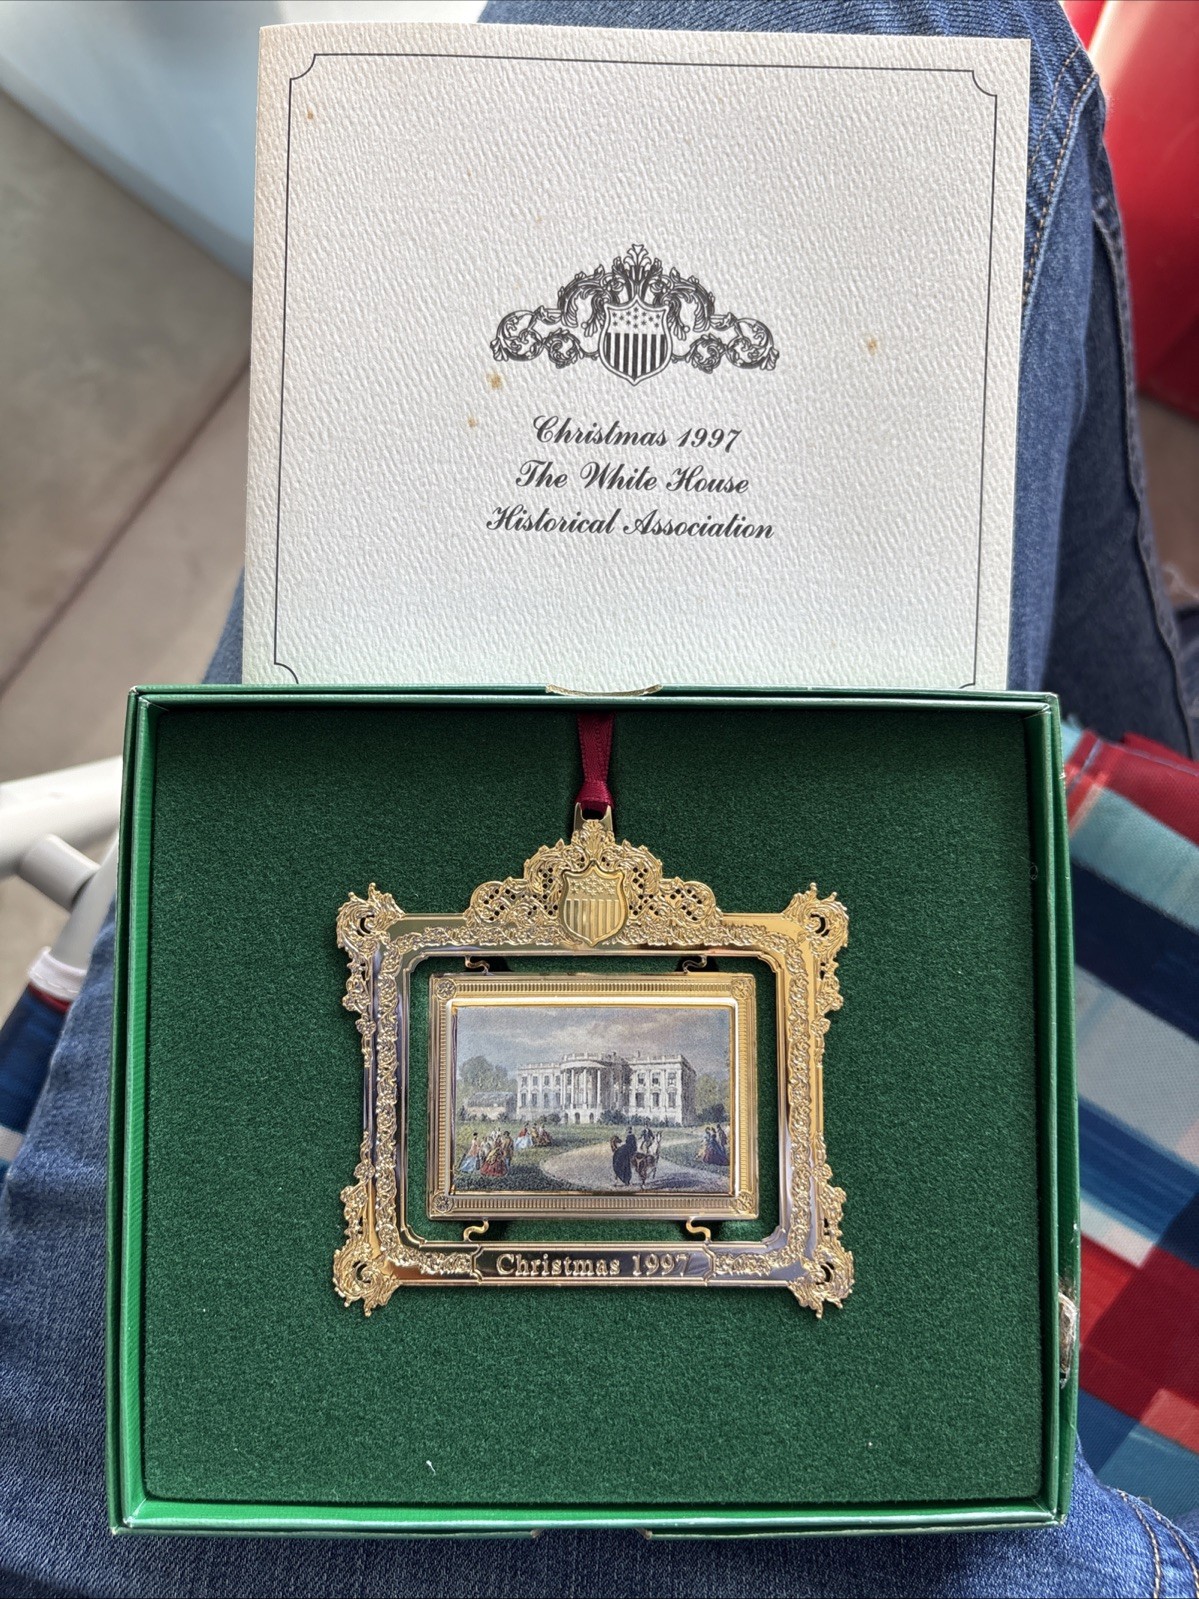 Christmas 1997
The White House
Historical Association
Christmas 1997